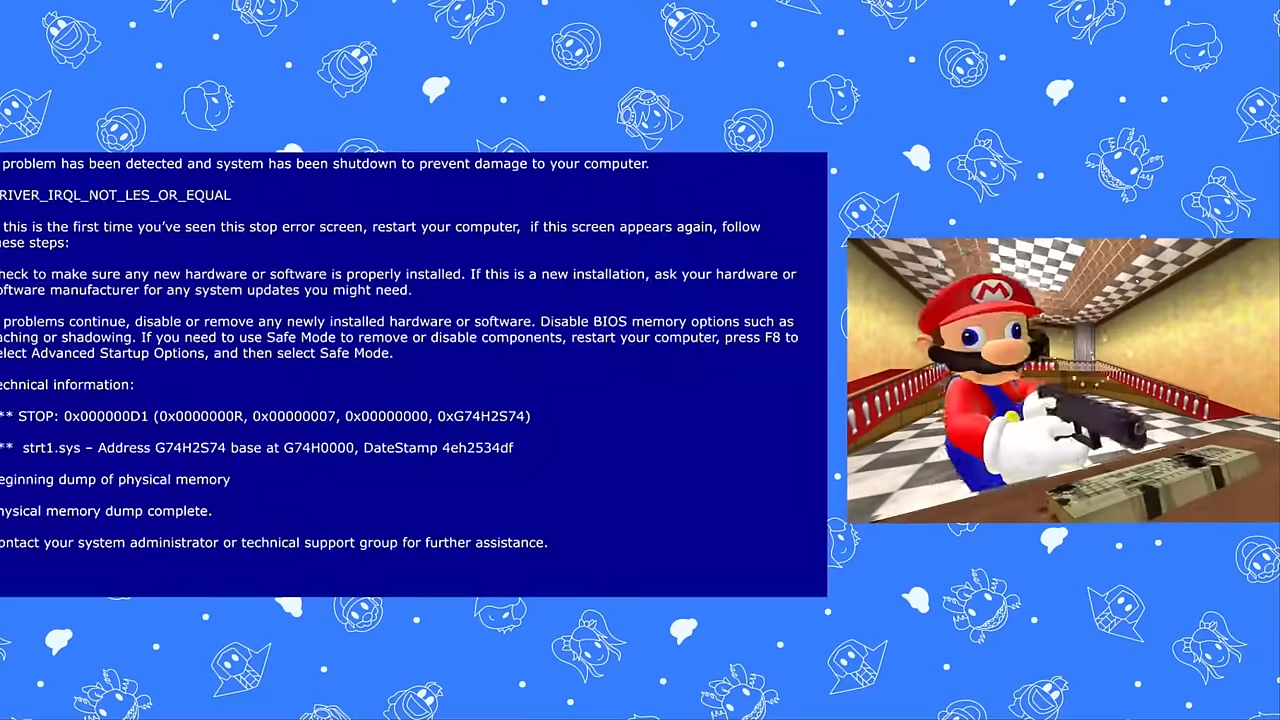 problem has been detected and system has been shutdown to prevent damage to your computer.
RIVER_IRQL_NOT_LES_OR_EQUAL
this is the first time you’ve seen this stop error screen, restart your computer,  if this screen appears again, follow
ese steps:
heck to make sure any new hardware or software is properly installed. If this is a new installation, ask your hardware or
oftware manufacturer for any system updates you might need.
problems continue, disable or remove any newly installed hardware or software. Disable BIOS memory options such as
aching or shadowing. If you need to use Safe Mode to remove or disable components, restart your computer, press F8 to
elect Advanced Startup Options, and then select Safe Mode.
echnical information:
** STOP: 0x000000D1 (0x0000000R, 0x00000007, 0x00000000, 0xG74H2S74)
**  strt1.sys – Address G74H2S74 base at G74H0000, DateStamp 4eh2534df
eginning dump of physical memory
hysical memory dump complete.
ontact your system administrator or technical support group for further assistance.
M